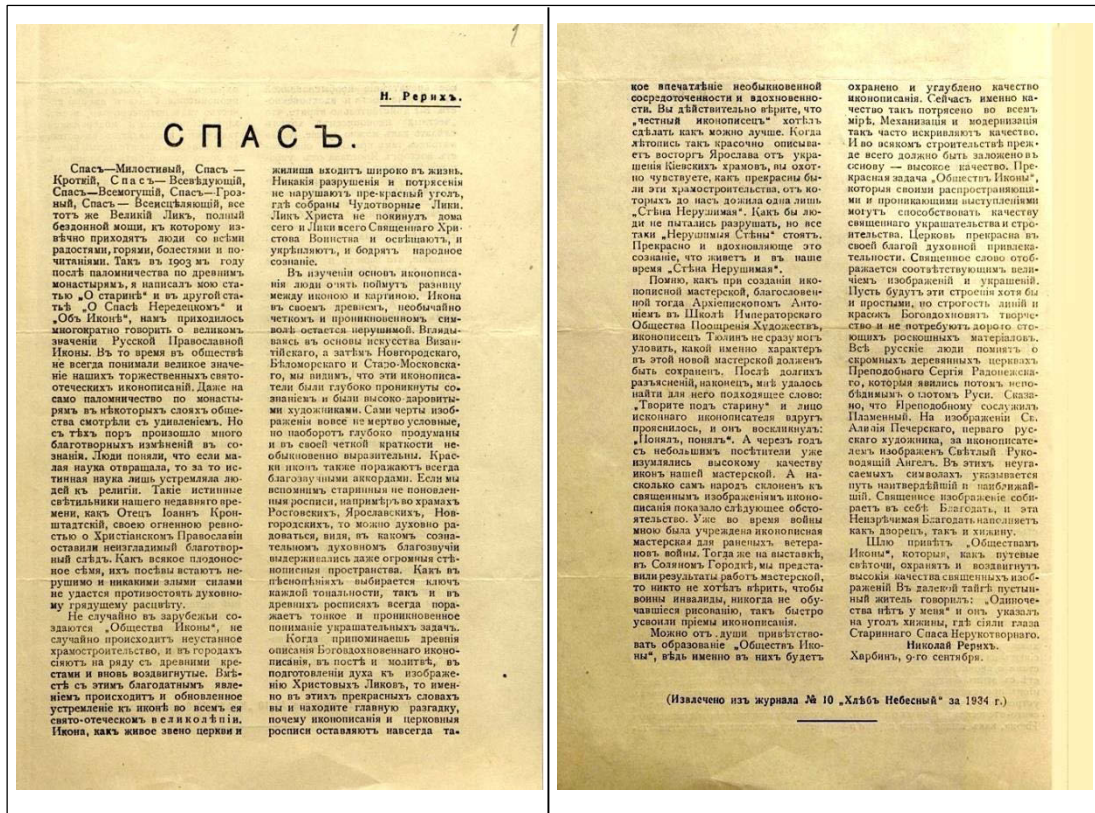 Н. Рерихъ.
СПАСЪ.
Спасъ—Милостивый, Спасъ —
Кроткій, Спасъ — Всевѣдующій,
Спасъ—Всемогущій, Спасъ—Гроз-
ный, Спасъ — Всеисцѣляющій, все
тотъ же Великій Ликъ, полный
бездонной мощи, къ которому из-
вѣчно приходятъ люди со всѣми
радостями, горями, болестями и по-
читаніями. Такъ въ 1903 мъ году
послѣ паломничества по древнимъ
монастырямъ, я написалъ мою ста-
тью „О старинѣ“ и въ другой ста-
тьѣ „О Спасѣ Нередецкомъ“ и
„Объ Иконѣ“, намъ приходилось
многократно говорить о великомъ
значеніи Русской Православной
Иконы. Въ то время въ обществѣ
не всегда понимали великое значе-
ніе нашихъ торжественныхъ свято-
отеческихъ иконописаній. Даже на
само паломничество по монасты-
рямъ въ нѣкоторыхъ слояхъ обще-
ства смотрѣли съ удивленіемъ. Но
съ тѣхъ поръ произошло много
благотворныхъ измѣненій въ со-
знаніи. Люди поняли, что если ма-
лая наука отвращала, то за то ис-
тинная наука лишь устремляла лю-
дей къ религіи. Такіе истинные
свѣтильники нашего недавняго вре-
мени, какъ Отецъ Іоаннъ Крон-
штадтскій, своею огненною ревно-
стью о Христіанскомъ Православіи
оставили неизгладимый благотвор-
ный слѣдъ. Какъ всякое плодонос-
ное сѣмя, ихъ посѣвы встаютъ не-
рушимо и никакими злыми силами
не удастся противостоять духовно-
му грядущему расцвѣту.
Не случайно въ зарубежьи со-
здаются „Общества Иконы“, не
случайно происходитъ неустанное
храмостроительство, и въ городахъ
сіяютъ на ряду съ древними кре-
стами и вновь воздвигнутые. Вмѣ-
стѣ съ этимъ благодатнымъ явле-
ніемъ происходитъ и обновленное
устремленіе къ иконѣ во всемъ ея
свято-отеческомъ великолѣпіи.
Икона, какъ живое звено церкви и
жилища входитъ широко въ жизнь.
Никакія разрушенія и потрясенія
не нарушаютъ прекрасный уголъ,
гдѣ собраны Чудотворные Лики.
Ликъ Христа не покинулъ дома
сего и Лики всего Священнаго Хри-
стова Воинства и освѣщаютъ, и
укрѣпляютъ, и бодрятъ народное
сознаніе.
Въ изученіи основъ иконописа-
нія люди опять поймутъ разницу
между иконою и картиною. Икона
въ своемъ древнемъ, необычайно
четкомъ и проникновенномъ сим-
волѣ остается нерушимой. Вгляды-
ваясь въ основы искусства Визан-
тійскаго, а затѣмъ Новгородскаго,
Бѣломорскаго и Старо-Московска-
го, мы видимъ, что эти иконописа-
тели были глубоко проникнуты со-
знаніемъ и были высоко-даровиты-
ми художниками. Сами черты изоб-
раженія вовсе не мертво условные,
но наоборотъ глубоко продуманы
и въ своей четкой краткости не-
обыкновенно выразительны. Крас-
ки иконъ также поражаютъ всегда
благозвучными аккордами. Если мы
вспомнимъ старинныя не поновлен-
ныя росписи, напримѣръ во храмахъ
Ростовскихъ, Ярославскихъ, Нов-
городскихъ, то можно духовно ра-
доваться, видя, въ какомъ созна-
тельномъ духовномъ благозвучіи
выдерживались даже огромныя стѣ-
нописныя пространства. Какъ въ
пѣснопѣніяхъ выбирается ключъ
каждой тональности, такъ и въ
древнихъ росписяхъ всегда пора-
жаетъ тонкое и проникновенное
пониманіе украшательныхъ задачъ.
Когда припоминаешь древнія
описанія Боговдохновеннаго иконо-
писанія, въ постѣ и молитвѣ, въ
подготовленіи духа къ изображе-
нію Христовыхъ Ликовъ, то имен-
но въ этихъ прекрасныхъ словахъ
вы и находите главную разгадку,
почему иконописанія и церковныя
росписи оставляютъ навсегда та-
кое впечатлѣніе необыкновенной
сосредоточенности и вдохновенно-
сти. Вы дѣйствительно вѣрите, что
„честный иконописецъ“ хотѣлъ
сдѣлать какъ можно лучше. Когда
лѣтопись такъ красочно описыва-
етъ восторгъ Ярослава отъ укра-
шенія Кіевскихъ храмовъ, вы охот-
но чувствуете, какъ прекрасны бы-
ли эти храмостроительства, отъ ко-
торыхъ до насъ дожила одна лишь
„Стѣна Нерушимая“. Какъ бы лю-
ди не пытались разрушать, но все
таки „Нерушимыя Стѣны“ стоятъ.
Прекрасно и вдохновляюще это
сознаніе, что живетъ и въ наше
время „Стѣна Нерушимая“.
Помню, какъ при созданіи ико-
нописной мастерской, благословен-
ной тогда Архіепископомъ Анто-
ніемъ въ Школѣ Императорскаго
Общества Поощренія Художествъ,
иконописецъ Тюлинъ не сразу могъ
уловить, какой именно характеръ
въ этой новой мастерской долженъ
быть сохраненъ. Послѣ долгихъ
разъясненій, наконецъ, мнѣ удалось
найти для него подходящее слово:
„Творите подъ старину“ и лицо
исконнаго иконописателя вдругъ
прояснилось, и онъ воскликнулъ:
„Понялъ, понялъ“. А черезъ годъ
съ небольшимъ посѣтители уже
изумлялись высокому качеству
иконъ нашей мастерской. А на-
сколько самъ народъ склоненъ къ
священнымъ изображеніямъ иконо-
писанія показало слѣдующее обсто-
ятельство. Уже во время войны
мною была учреждена иконописная
мастерская для раненыхъ ветера-
новъ войны. Тогда же на выставкѣ,
въ Соляномъ Городкѣ, мы предста-
вили результаты работъ мастерской,
то никто не хотѣлъ вѣрить, чтобы
воины инвалиды, никогда не обу-
чавшіеся рисованію, такъ быстро
усвоили пріемы иконописанія.
Можно отъ души привѣтство-
вать образованіе „Обществъ Ико-
ны“, вѣдь именно въ нихъ будетъ
охранено и углублено качество
иконописанія. Сейчасъ именно ка-
чество такъ потрясено во всемъ
мірѣ, Механизація и модернизація
такъ часто искривляютъ качество.
И во всякомъ строительствѣ преж-
де всего должно быть заложено въ
основу — высокое качество. Пре-
красная задача „Обществъ Иконы“,
которыя своими распространяющи-
ми и проникающими выступленіями
могутъ способствовать качеству
священнаго украшательства и стро-
ительства. Церковь прекрасна въ
своей благой духовной привлека-
тельности. Священное слово отоб-
ражается соотвѣтствующимъ вели-
чіемъ изображеній и украшеній.
Пусть будутъ эти строенія хотя бы
и простыми, но строгость линій и
красокъ Боговдохновятъ творче-
ство и не потребуютъ дорого сто-
ющихъ роскошныхъ матеріаловъ.
Всѣ русскіе люди помнятъ о
скромныхъ деревянныхъ церквахъ
Преподобнаго Сергія Радонежска-
го, которыя явились потомъ непо-
бѣдимымъ оплотомъ Руси. Сказа-
но, что Преподобному сослужилъ
Пламенный. На изображеніи Св.
Алипія Печерскаго, перваго рус-
скаго художника, за иконописате-
лемъ изображенъ Свѣтлый Руко-
водящій Ангелъ. Въ этихъ неуга-
саемыхъ символахъ указывается
путь наитвердѣйшій и наиближай-
шій. Священное изображеніе соби-
раетъ въ себѣ Благодать, и эта
Неизрѣчимая Благодать наполняетъ
какъ дворецъ, такъ и хижину.
Шлю привѣтъ „Обществамъ
Иконы“, которыя, какъ путевые
свѣточи, охранятъ и воздвигнутъ
высокія качества священныхъ изоб-
раженій Въ далекой тайгѣ пустын-
ный житель говорилъ: „Одиноче-
ства нѣтъ у меня“ и онъ указалъ
на уголъ хижины, гдѣ сіяли глаза
Стариннаго Спаса Нерукотворнаго.
Николай Рерихъ.
Харбинъ, 9-го сентября.
(Извлечено изъ журнала № 10 „Хлѣбъ Небесный“ за 1934 г.)